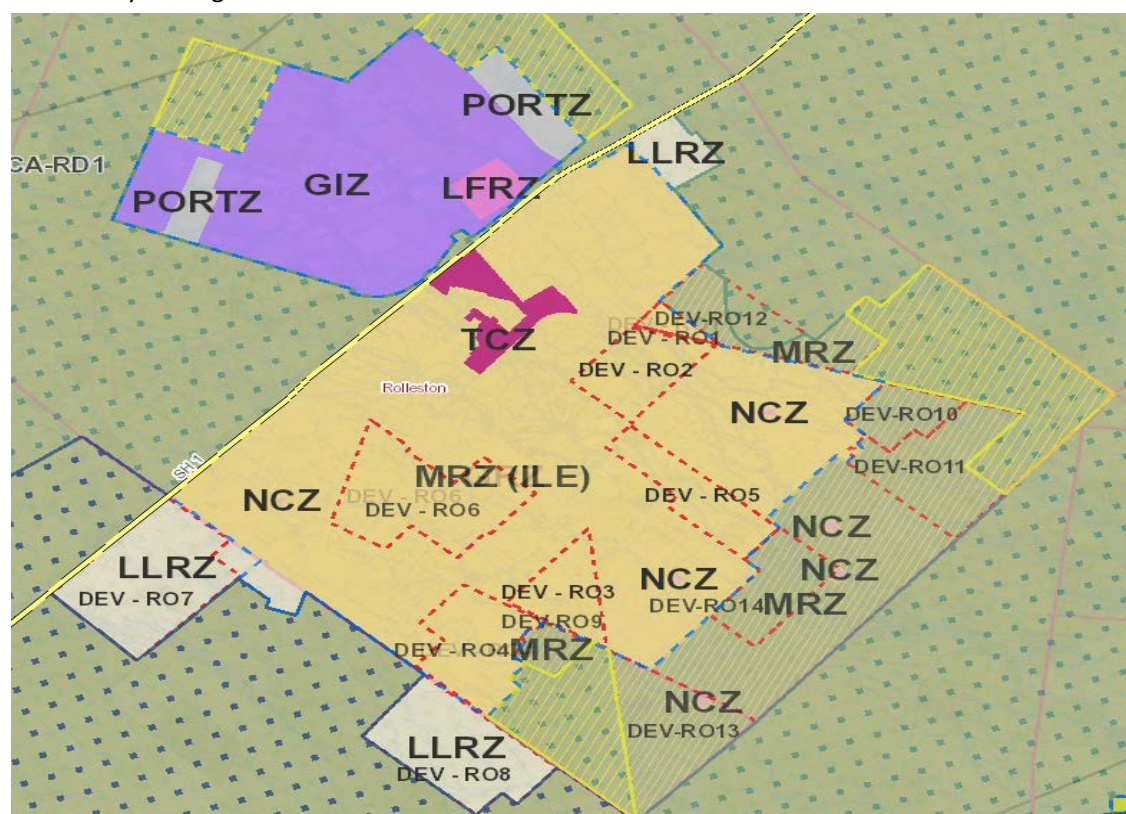 PORTZ
LLRZ
CA-RD1
GIZ
LFRZ
PORTZ
TCZ
DEV-RO12
DEV - RO1
MRZ
DEV - RO2
Rolleston
NCZ
DEV-RO10
SH 1
DEV-RO11
MRZ (ILE)
NCZ
DEV - RO6
DEV - RO6
DEV - RO5
NCZ
LLRZ
NCZ
NCZ
DEV - RO7
DEV - RO3
DEV-RO14
MRZ
DEV-RO9
DEV - RO4
MRZ
NCZ
DEV-RO13
LLRZ
DEV - RO8